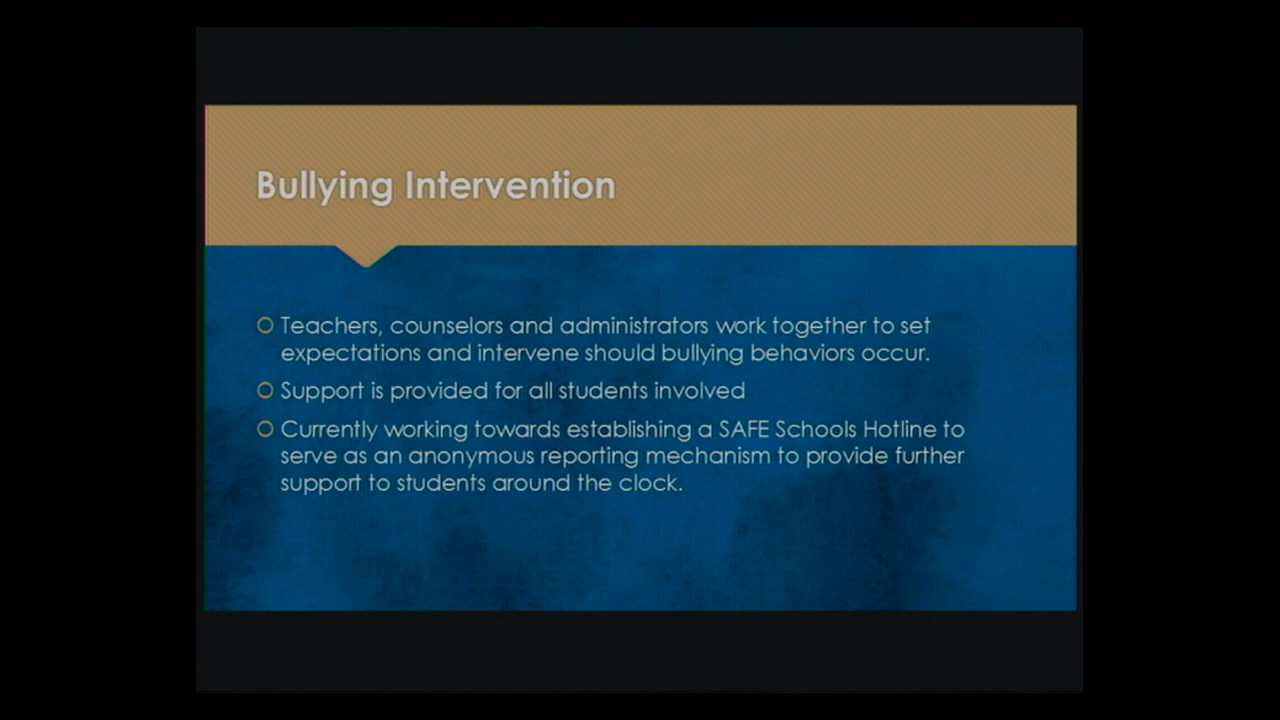 Bullying Intervention
Teachers, counselors and administrators work together to set
expectations and intervene should bullying behaviors occur.
Support is provided for all students involved
Currently working towards establishing a SAFE Schools Hotline to
serve as an anonymous reporting mechanism to provide further
support to students around the clock.